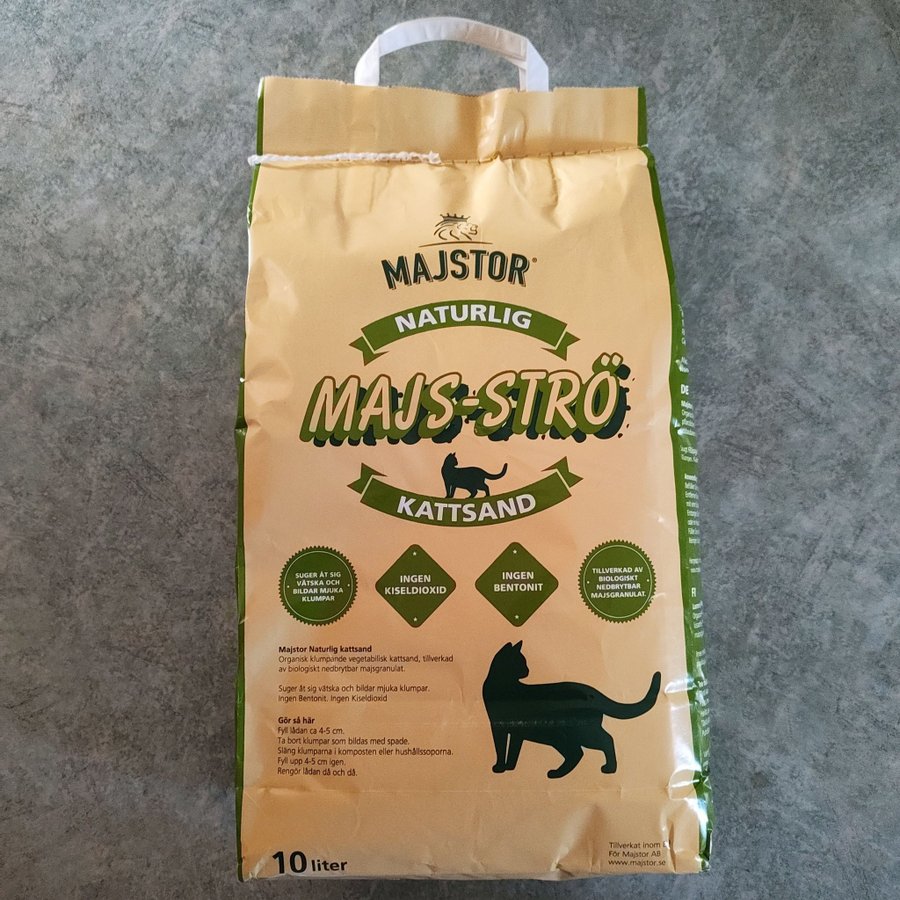 MAJSTOR®
NATURLIG
MAJS-STRÖ
KATTSAND
SUGER ÅT SIG
VÄTSKA OCH
BILDAR MJUKA
KLUMPAR
INGEN
KISELDIOXID
INGEN
BENTONIT
TILLVERKAD AV
BIOLOGISKT
NEDBRYTBAR
MAJSGRANULAT.
Majstor Naturlig kattsand
Organisk klumpande vegetabilisk kattsand, tillverkad
av biologiskt nedbrytbar majsgranulat.
Suger åt sig vätska och bildar mjuka klumpar.
Ingen Bentonit. Ingen Kiseldioxid
Gör så här
Fyll lådan ca 4-5 cm.
Ta bort klumpar som bildas med spade.
Släng klumparna i komposten eller hushållssoporna.
Fyll upp 4-5 cm igen.
Rengör lådan då och då.
10 liter
Tillverkat inom
För Majstor AB
www.majstor.se
DE
FI